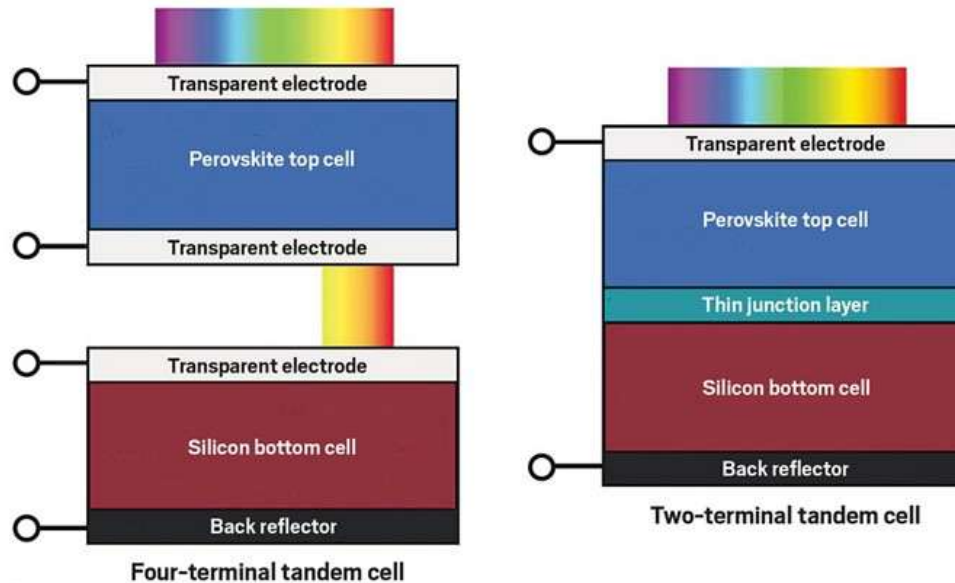 Transparent electrode
Perovskite top cell
Transparent electrode
Transparent electrode
Silicon bottom cell
Back reflector
Four-terminal tandem cell
Transparent electrode
Perovskite top cell
Thin junction layer
Silicon bottom cell
Back reflector
Two-terminal tandem cell